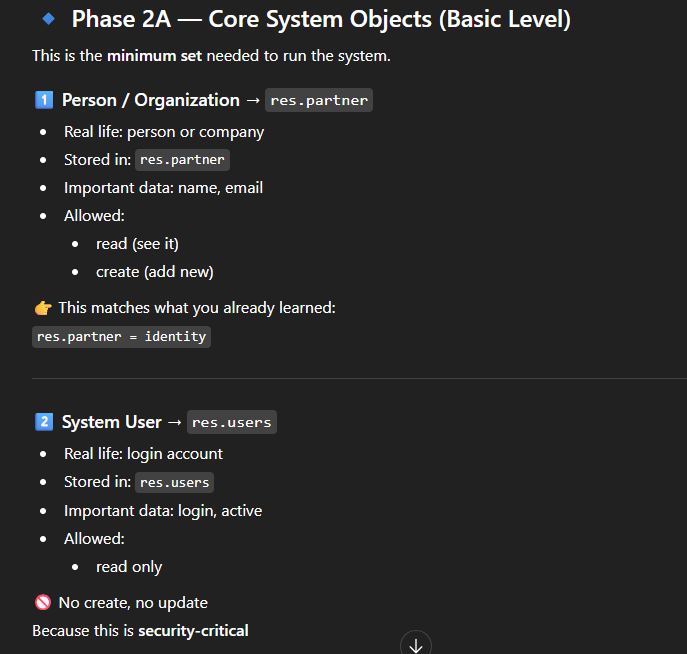 Phase 2A — Core System Objects (Basic Level)
This is the minimum set needed to run the system.
1 Person / Organization → res.partner
Real life: person or company
Stored in: res.partner
Important data: name, email
Allowed:
read (see it)
create (add new)
👉 This matches what you already learned:
res.partner = identity
2 System User → res.users
Real life: login account
Stored in: res.users
Important data: login, active
Allowed:
read only
🚫 No create, no update
Because this is security-critical